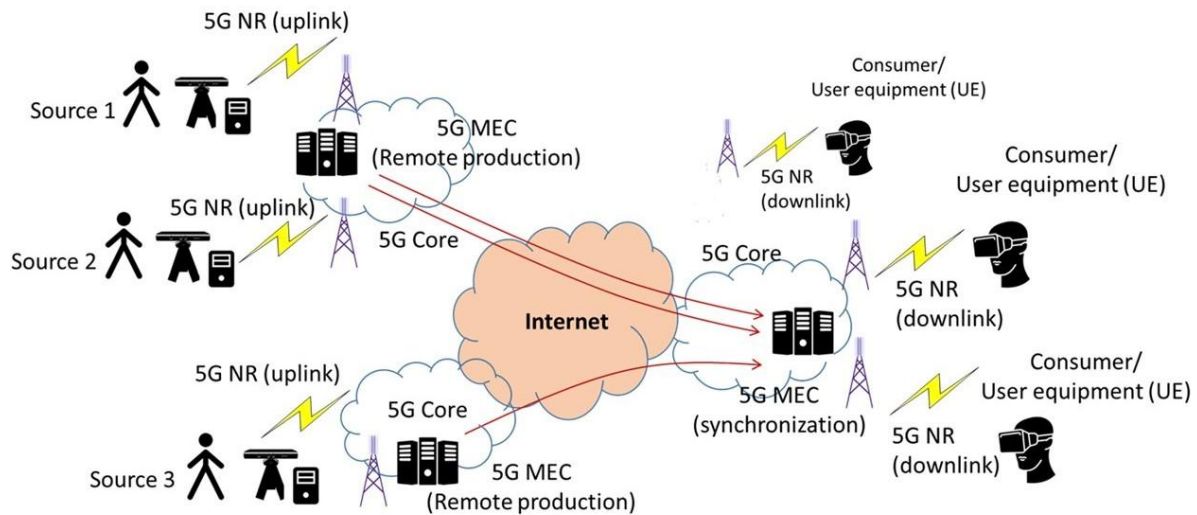 5G NR (uplink)
Source 1
5G MEC
(Remote production)
5G NR (uplink)
5G Core
Source 2
Internet
5G NR (uplink)
5G Core
Source 3
5G MEC
(Remote production)
Consumer/
User equipment (UE)
5G NR
(downlink)
Consumer/
User equipment (UE)
5G Core
5G NR
(downlink)
5G MEC
(synchronization)
Consumer/
User equipment (UE)
5G NR
(downlink)